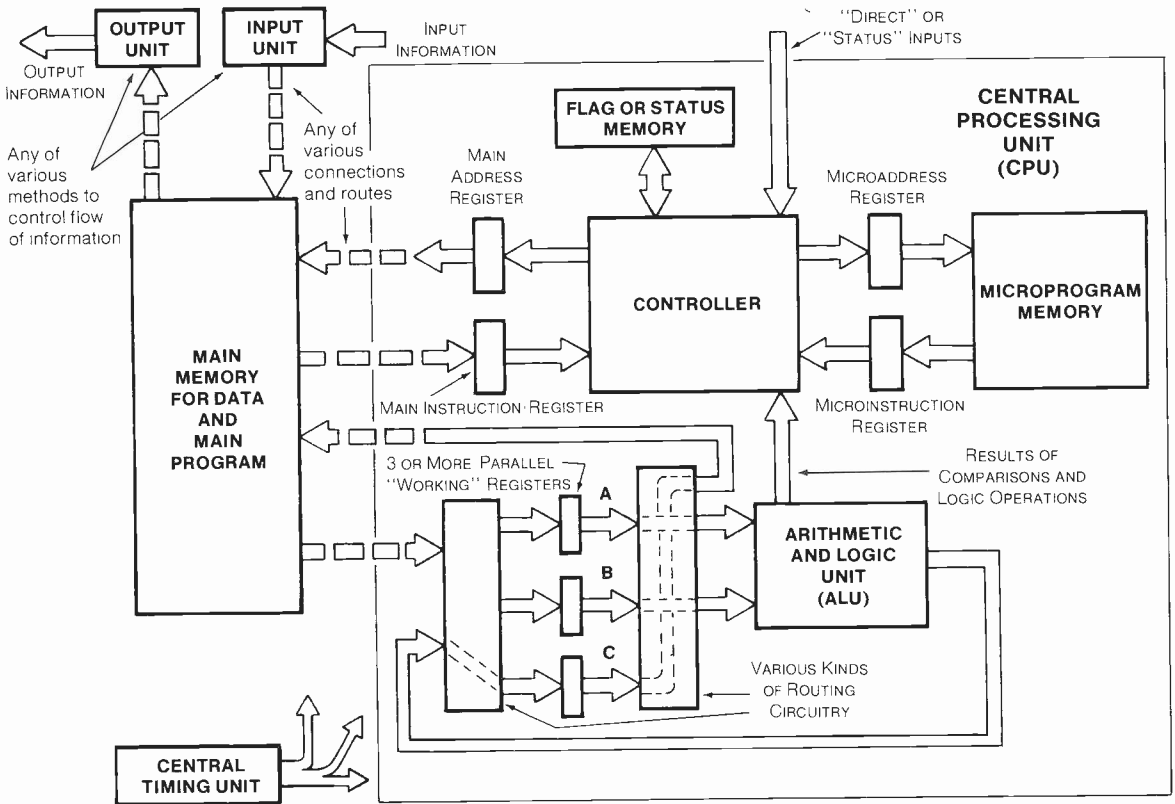 OUTPUT
UNIT
INPUT
UNIT
INPUT
INFORMATION
OUTPUT
INFORMATION
"DIRECT" OR
"STATUS" INPUTS
CENTRAL
PROCESSING
UNIT
(CPU)
FLAG OR STATUS
MEMORY
Any of
various
methods to
control flow
of information
Any of
various
connections
and routes
MAIN
ADDRESS
REGISTER
MICROADDRESS
REGISTER
CONTROLLER
MICROPROGRAM
MEMORY
MAIN
MEMORY
FOR DATA
AND
MAIN
PROGRAM
MAIN INSTRUCTION REGISTER
MICROINSTRUCTION
REGISTER
3 OR MORE PARALLEL
"WORKING" REGISTERS
A
B
C
RESULTS OF
COMPARISONS AND
LOGIC OPERATIONS
ARITHMETIC
AND LOGIC
UNIT
(ALU)
VARIOUS KINDS
OF ROUTING
CIRCUITRY
CENTRAL
TIMING UNIT